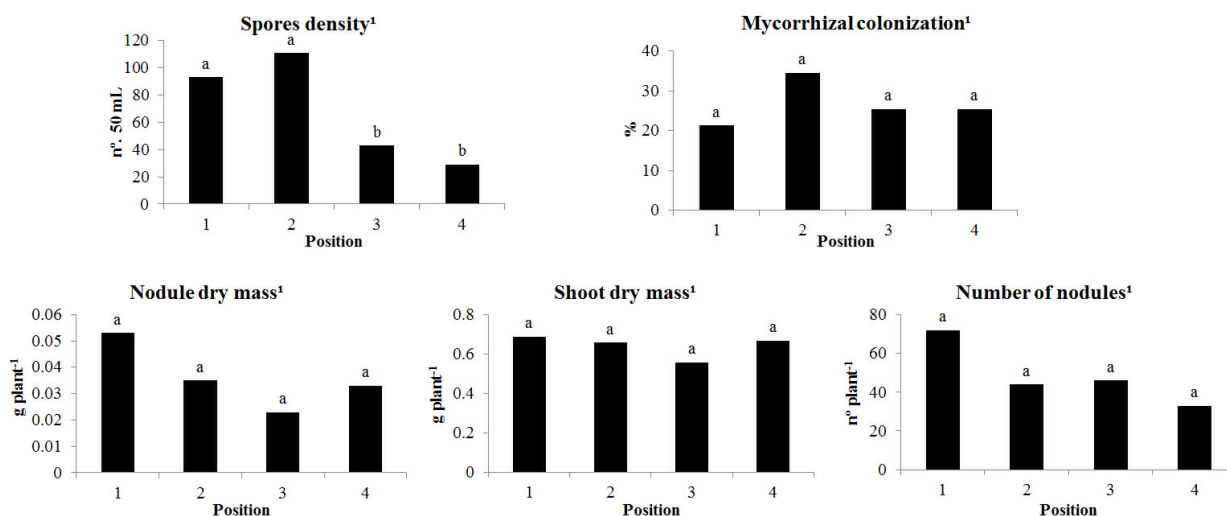 Spores density¹
120
100
80
60
40
20
0
nº. 50 mL
a
a
b
b
1 2 3 4
Position
Mycorrhizal colonization¹
40
30
20
10
0
%
a
a
a
a
1 2 3 4
Position
Nodule dry mass¹
0.06
0.05
0.04
0.03
0.02
0.01
0
g plant⁻¹
a
a
a
a
1 2 3 4
Position
Shoot dry mass¹
0.8
0.6
0.4
0.2
0
g plant⁻¹
a
a
a
a
1 2 3 4
Position
Number of nodules¹
80
60
40
20
0
nº plant⁻¹
a
a
a
a
1 2 3 4
Position